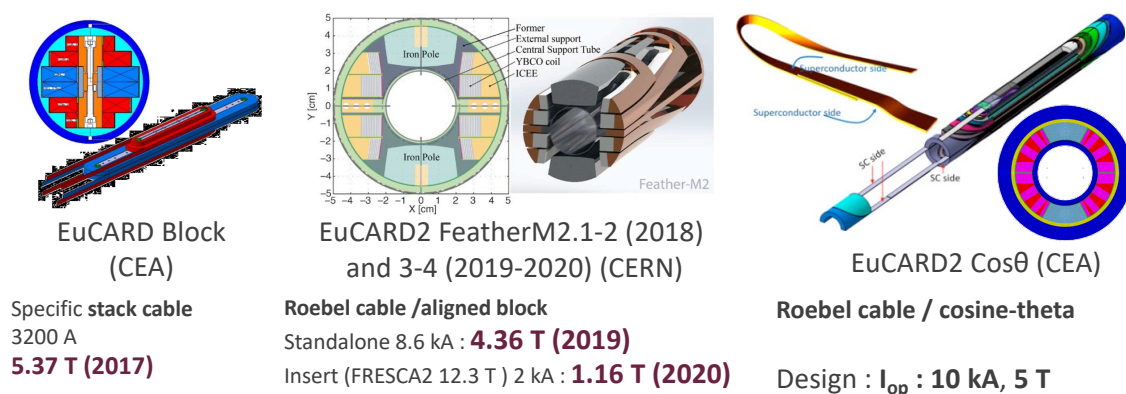 Former
External support
Central Support Tube
YBCO coil
ICEE
Iron Pole
Iron Pole
Y [cm]
5
4
3
2
1
0
-1
-2
-3
-4
-5
-5 -4 -3 -2 -1 0 1 2 3 4 5
X [cm]
Feather-M2
Superconductor side
Superconductor side
SC side
SC side
EuCARD Block
(CEA)
Specific stack cable
3200 A
5.37 T (2017)
EuCARD2 FeatherM2.1-2 (2018)
and 3-4 (2019-2020) (CERN)
Roebel cable /aligned block
Standalone 8.6 kA : 4.36 T (2019)
Insert (FRESCA2 12.3 T ) 2 kA : 1.16 T (2020)
EuCARD2 Cosθ (CEA)
Roebel cable / cosine-theta
Design : Iop : 10 kA, 5 T